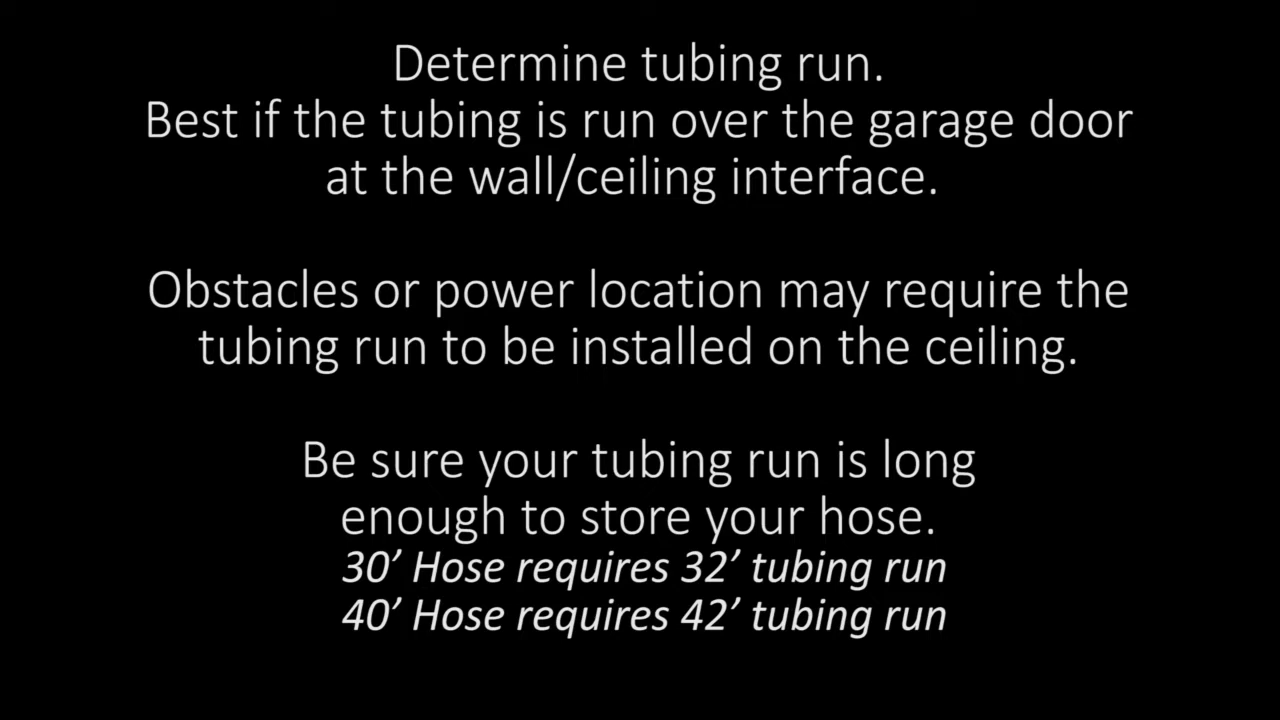 Determine tubing run.
Best if the tubing is run over the garage door
at the wall/ceiling interface.
Obstacles or power location may require the
tubing run to be installed on the ceiling.
Be sure your tubing run is long
enough to store your hose.
30’ Hose requires 32’ tubing run
40’ Hose requires 42’ tubing run